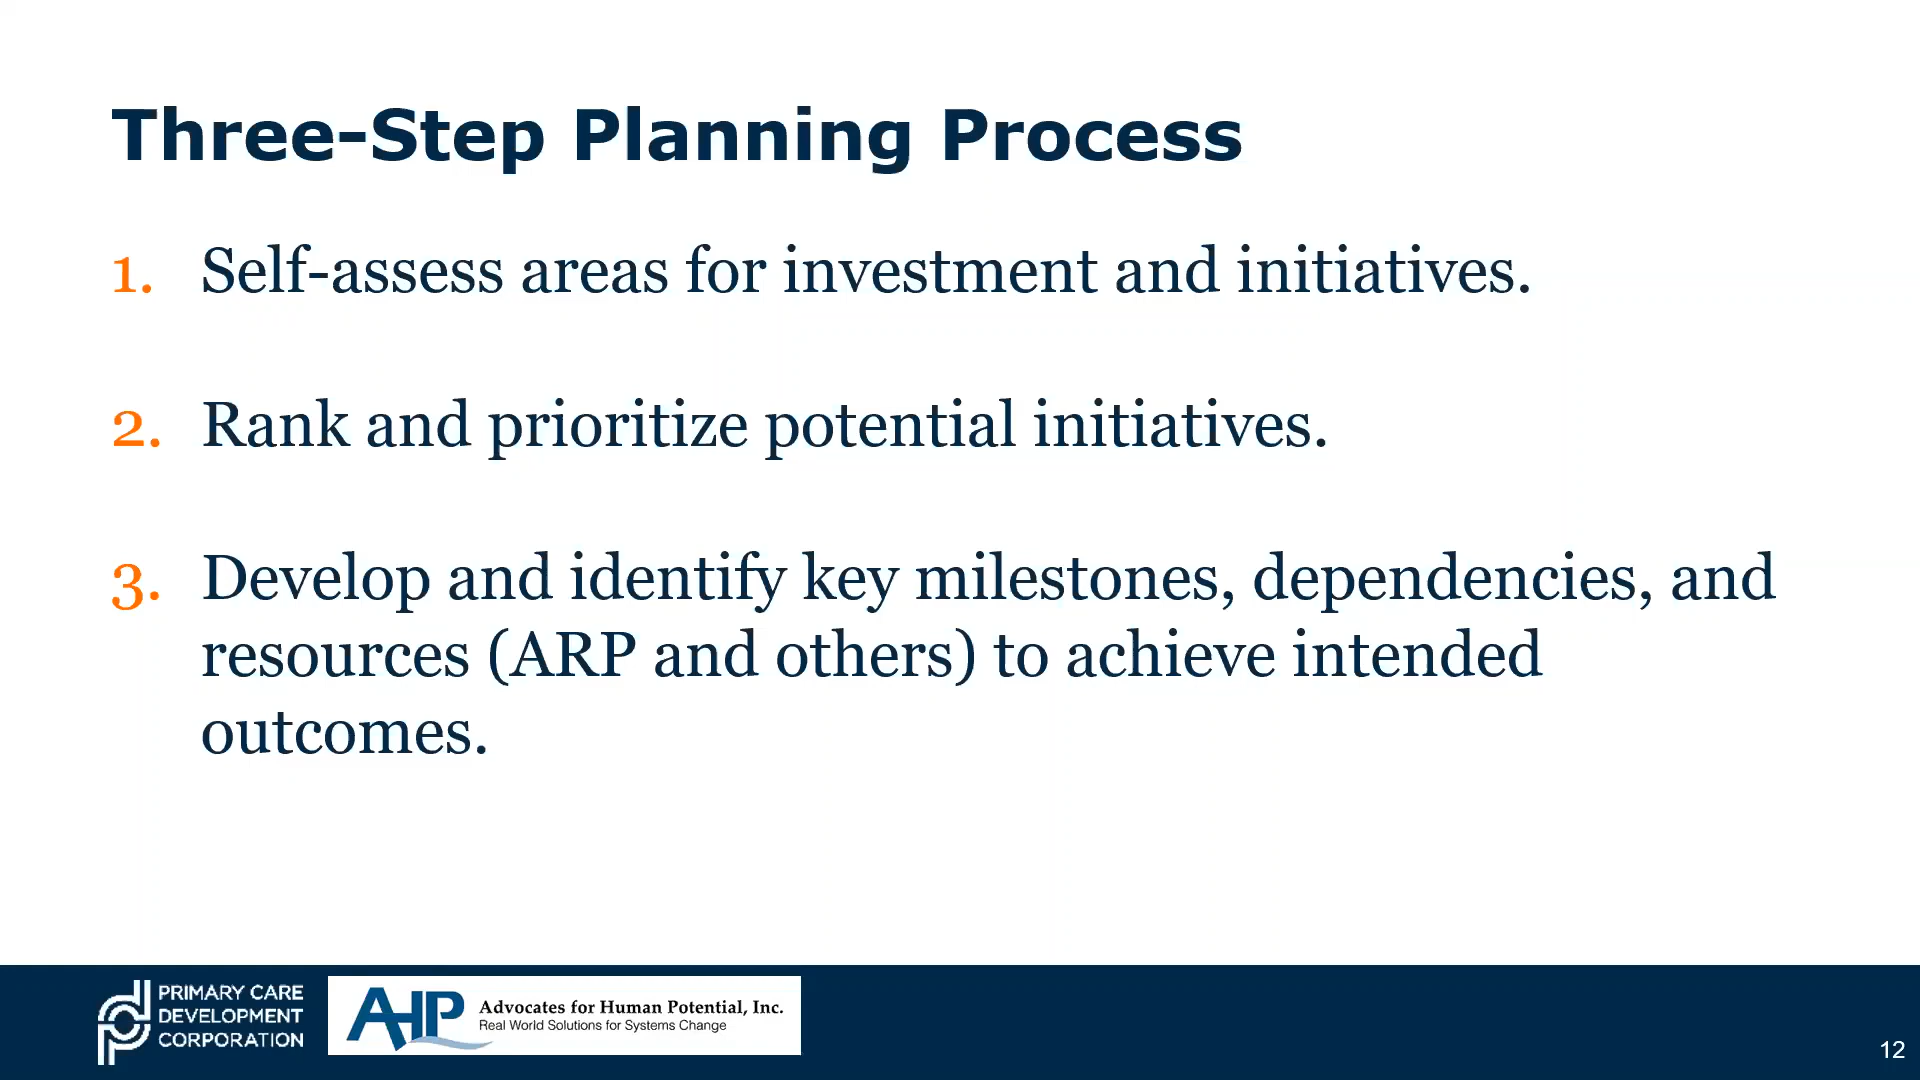 Three-Step Planning Process
1. Self-assess areas for investment and initiatives.
2. Rank and prioritize potential initiatives.
3. Develop and identify key milestones, dependencies, and
resources (ARP and others) to achieve intended
outcomes.
PRIMARY CARE
DEVELOPMENT
CORPORATION
AHP
Advocates for Human Potential, Inc.
Real World Solutions for Systems Change
12